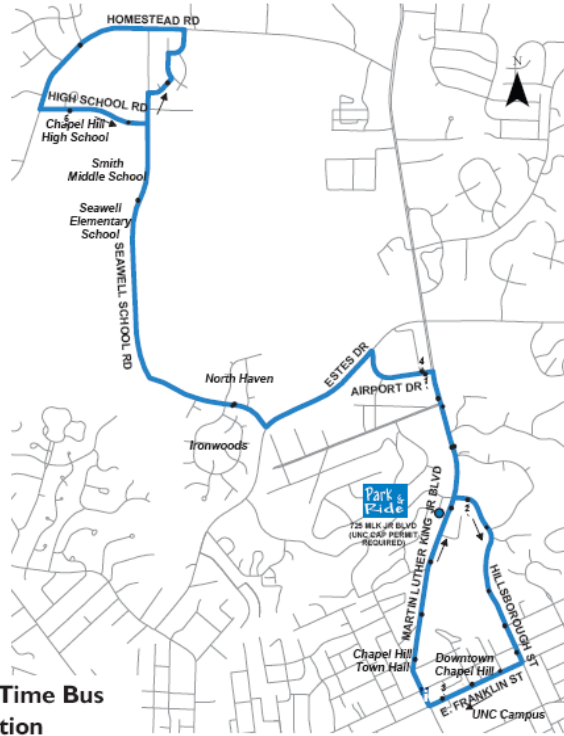 HOMESTEAD RD
N
HIGH SCHOOL RD
5
Chapel Hill
High School
Smith
Middle School
Seawell
Elementary
School
SEAWELL SCHOOL RD
North Haven
ESTES DR
4
1
AIRPORT DR
Ironwoods
Park &
Ride
725 MLK JR BLVD
(UNC CAP PERMIT
REQUIRED)
2
MARTIN LUTHER KING JR BLVD
HILLSBOROUGH ST
Chapel Hill
Town Hall
Downtown
Chapel Hill
3
E. FRANKLIN ST
UNC Campus
Time Bus
tion